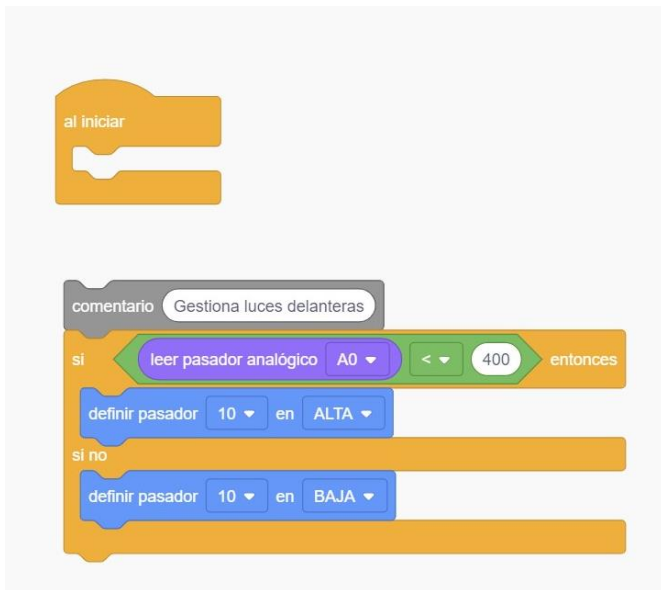 al iniciar
comentario Gestiona luces delanteras
si leer pasador analógico A0 < 400 entonces
definir pasador 10 en ALTA
si no
definir pasador 10 en BAJA